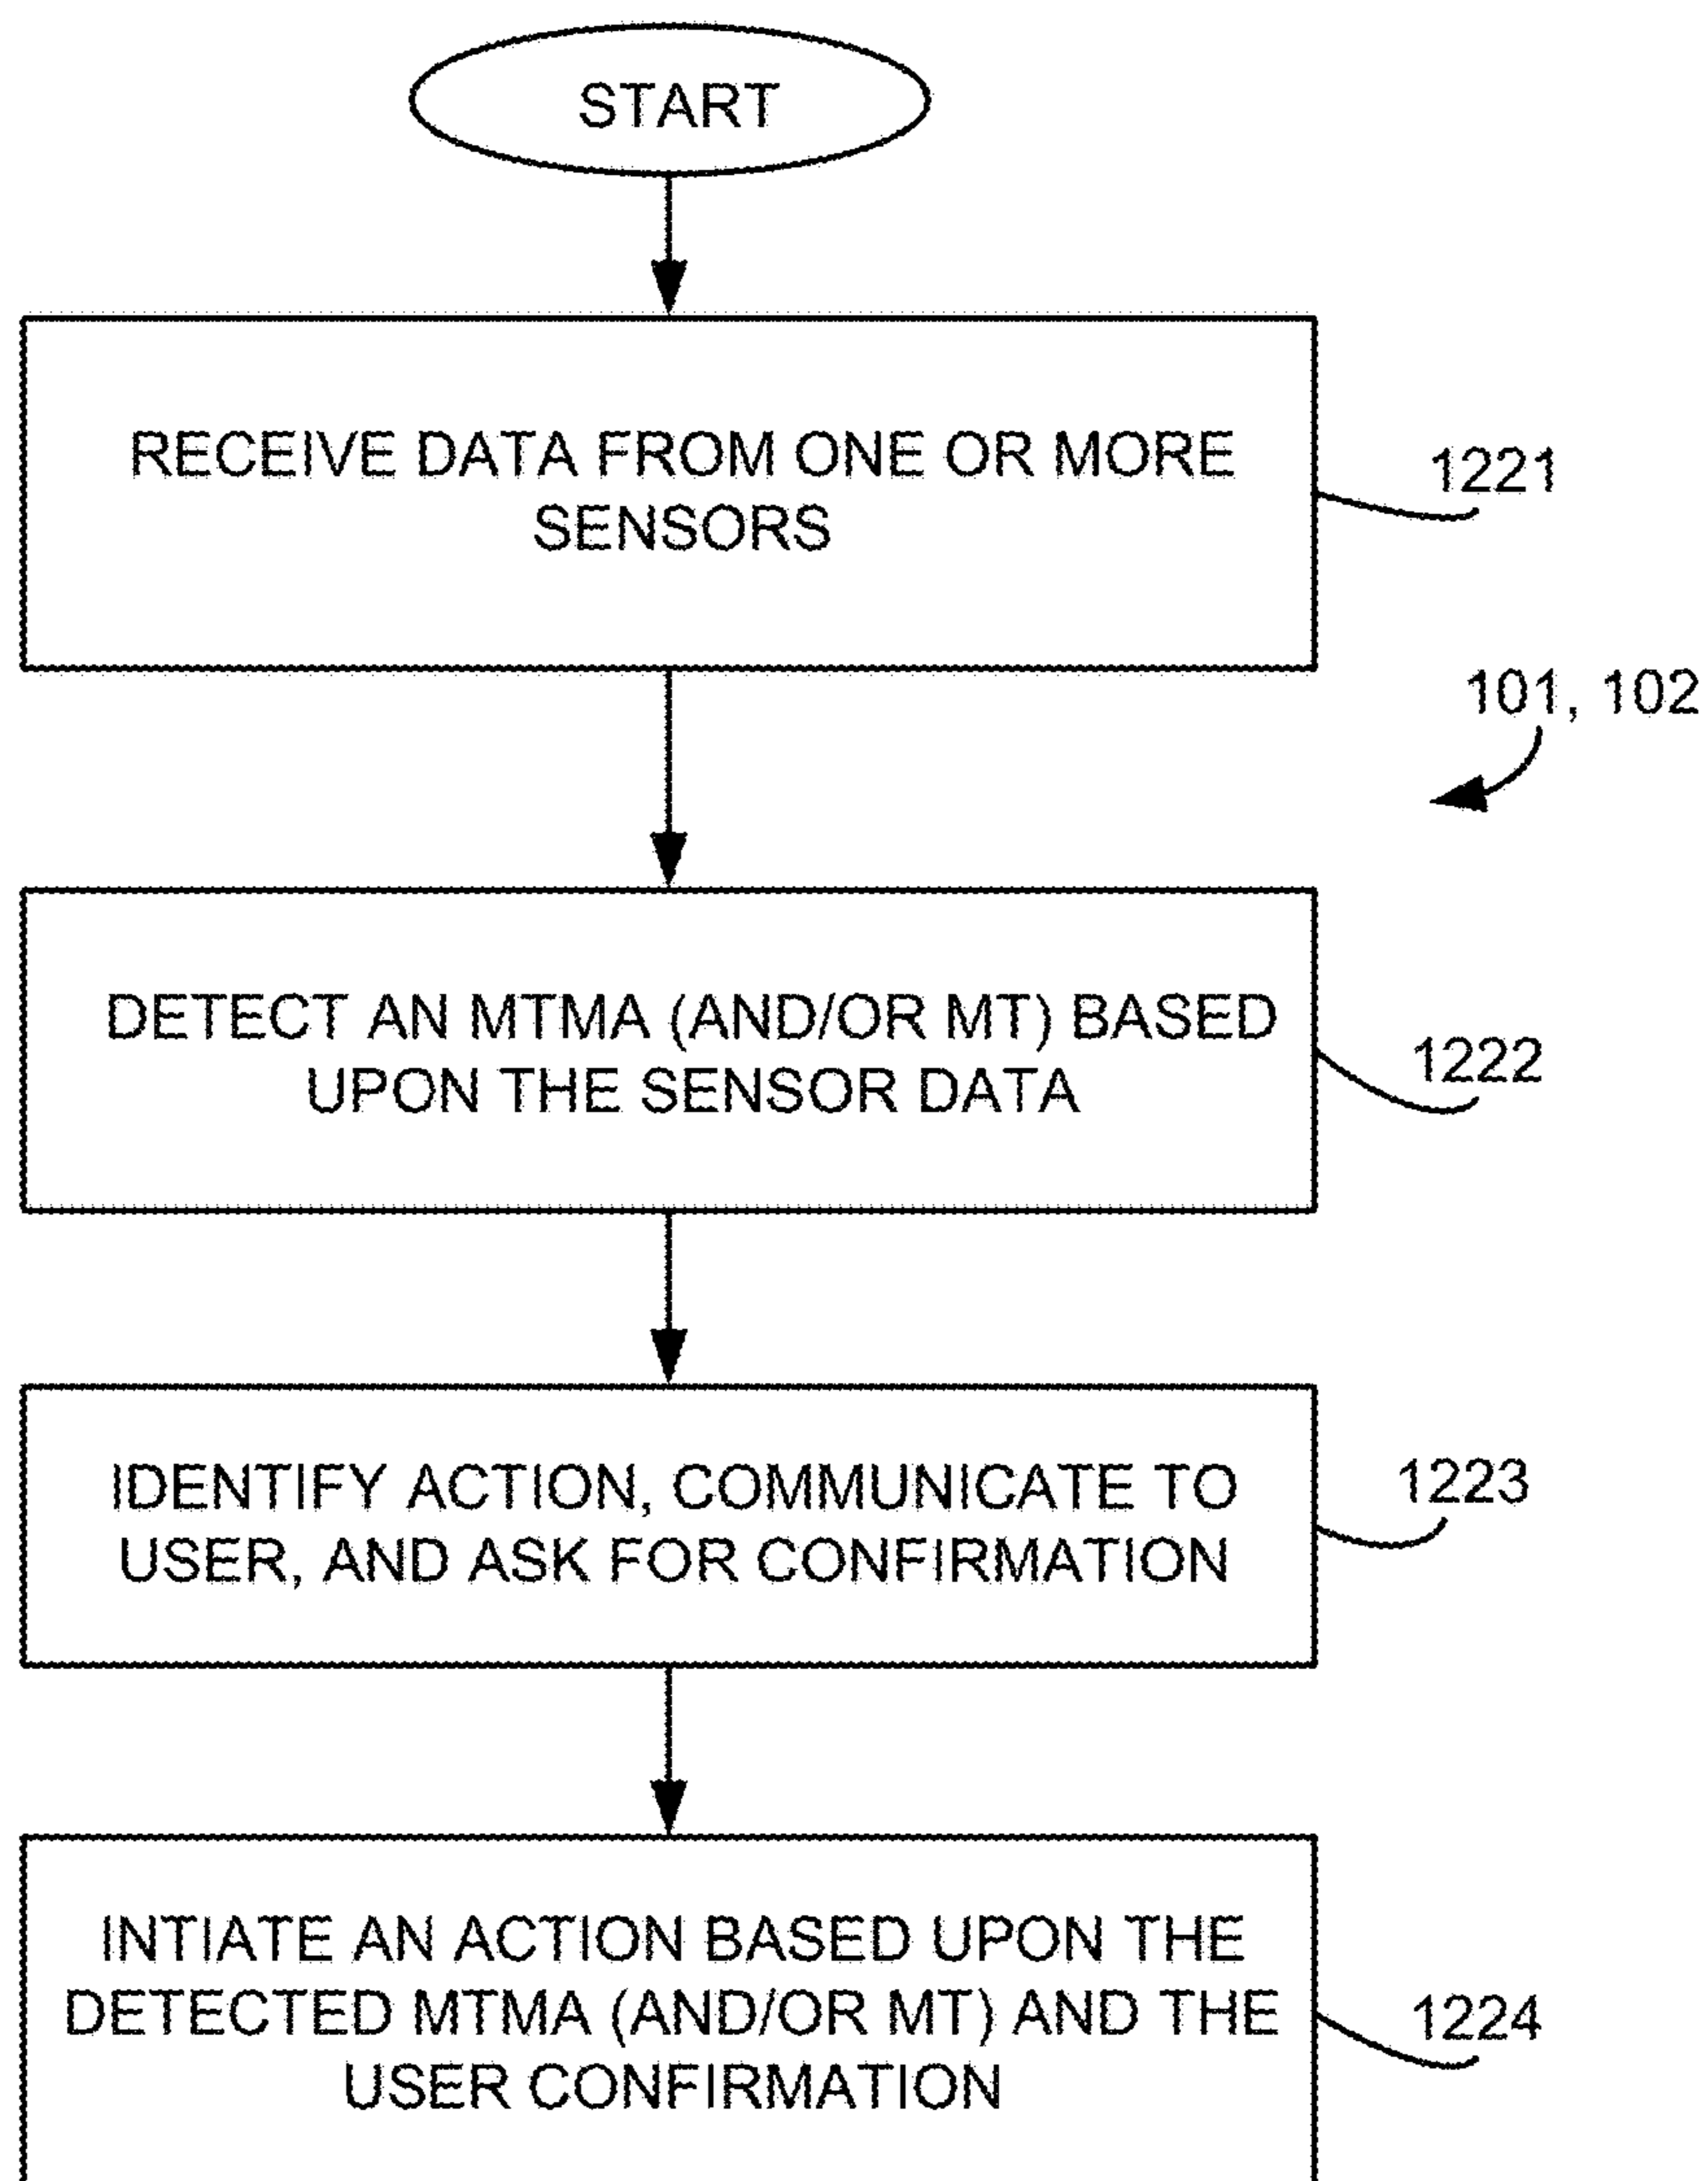 START
RECEIVE DATA FROM ONE OR MORE
SENSORS
1221
101, 102
DETECT AN MTMA (AND/OR MT) BASED
UPON THE SENSOR DATA
1222
IDENTIFY ACTION, COMMUNICATE TO
USER, AND ASK FOR CONFIRMATION
1223
INTIATE AN ACTION BASED UPON THE
DETECTED MTMA (AND/OR MT) AND THE
USER CONFIRMATION
1224